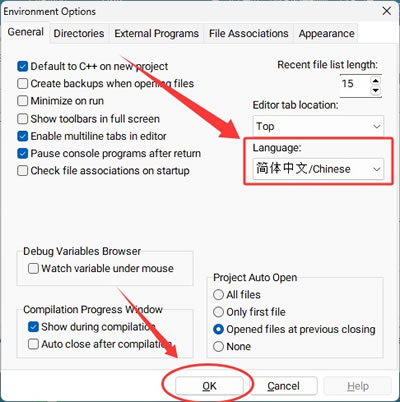 Environment Options
General Directories External Programs File Associations Appearance
Default to C++ on new project
Create backups when opening files
Minimize on run
Show toolbars in full screen
Enable multiline tabs in editor
Pause console programs after return
Check file associations on startup
Recent file list length:
15
Editor tab location:
Top
Language:
简体中文/Chinese
Debug Variables Browser
Watch variable under mouse
Compilation Progress Window
Show during compilation
Auto close after compilation
Project Auto Open
All files
Only first file
Opened files at previous closing
None
OK Cancel Help